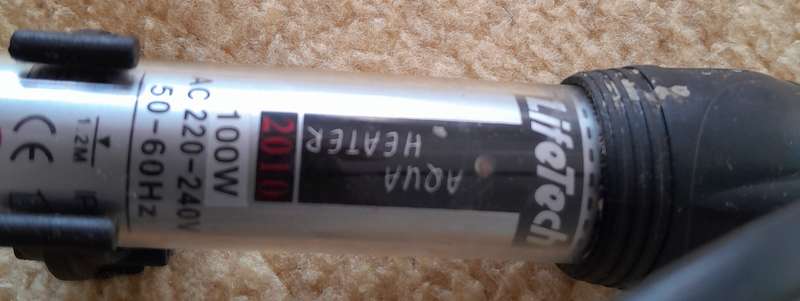 LifeTech
AQUA
HEATER
2010
100W
AC 220-240V
50-60Hz
1.2M
CE